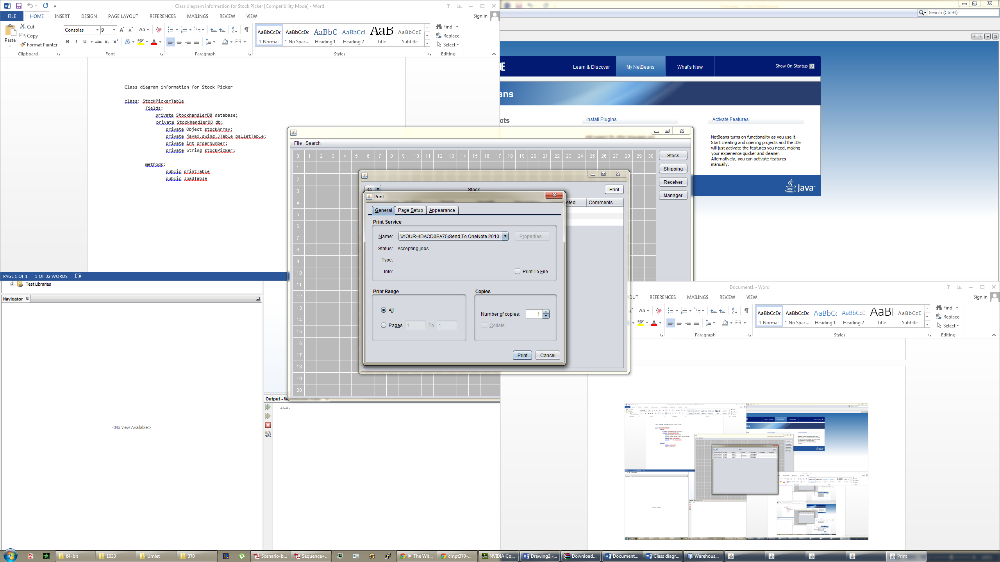 Class diagram information for Stock Picker [Compatibility Mode] - Word
FILE HOME INSERT DESIGN PAGE LAYOUT REFERENCES MAILINGS REVIEW VIEW
Sign in
Paste
Cut
Copy
Format Painter
Consolas 9
AaBbCcDc AaBbCcDc AaBbC AaBbCcI AaB AaBbCcD
¶ Normal ¶ No Spac... Heading 1 Heading 2 Title Subtitle
Find
Replace
Select
Clipboard Font Paragraph Styles Editing
Class diagram information for Stock Picker
class: StockPickerTable
fields:
private StockhandlerDB database;
private StockhandlerDB db;
private Object stockArray;
private javax.swing.JTable palletTable;
private int orderNumber;
private String stockPicker;
methods:
public printTable
public loadTable
PAGE 1 OF 1 1 OF 32 WORDS
Search (Ctrl+I)
DE
Learn & Discover My NetBeans What's New
Show On Startup
ans
cts
Install Plugins
Activate Features
NetBeans turns on functionality as you use it.
Start creating and opening projects and the IDE
will just activate the features you need, making
your experience quicker and cleaner.
Alternatively, you can activate features
manually.
Java
File Search
0 1 2 3 4 5 6 7 8 9 10 11 12 13 14 15 16 17 18 19 20 21 22 23 24 25 26 27 28 29 30
1
2
3
4
5
6
7
8
9
10
11
12
13
14
15
16
17
18
19
20
Stock
Shipping
Receiver
Manager
34
Stock
Print
eted Comments
Print
General Page Setup Appearance
Print Service
Name: \\YOUR-4DACD0EA75\Send To OneNote 2010 Properties...
Status: Accepting jobs
Type:
Info:
Print To File
Print Range
All
Pages 1 To 1
Copies
Number of copies: 1
Collate
Print Cancel
Test Libraries
Navigator
<No View Available>
Output - W
run:
Document1 - Word
OUT REFERENCES MAILINGS REVIEW VIEW
Sign in
AaBbCcDc AaBbCcDc AaBbCc AaBbCcD AaBl AaBbCcD
¶ Normal ¶ No Spac... Heading 1 Heading 2 Title Subtitle
Find
Replace
Select
Paragraph Styles Editing
64-bit 1033 Umlet 370 Scenario-b... Sequence+... The Wit... cmpt370-... NVIDIA Co... Drawing2 -... Download... Document... Class diagr... Warehous... Print